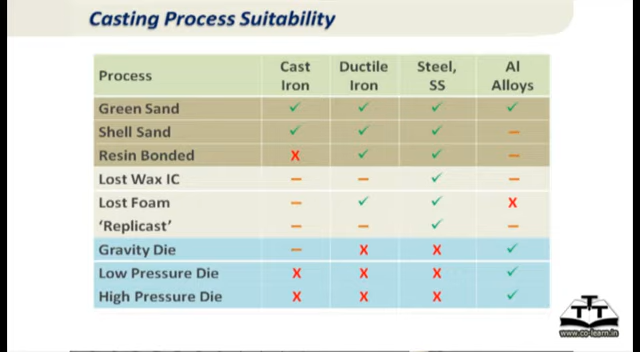 Casting Process Suitability
Process Cast Iron Ductile Iron Steel, SS Al Alloys
Green Sand ✓ ✓ ✓ ✓
Shell Sand ✓ ✓ ✓ –
Resin Bonded X ✓ ✓ –
Lost Wax IC – – ✓ –
Lost Foam – ✓ ✓ X
‘Replicast’ – – ✓ –
Gravity Die – X X ✓
Low Pressure Die X X X ✓
High Pressure Die X X X ✓
TTT
www.co-learn.in